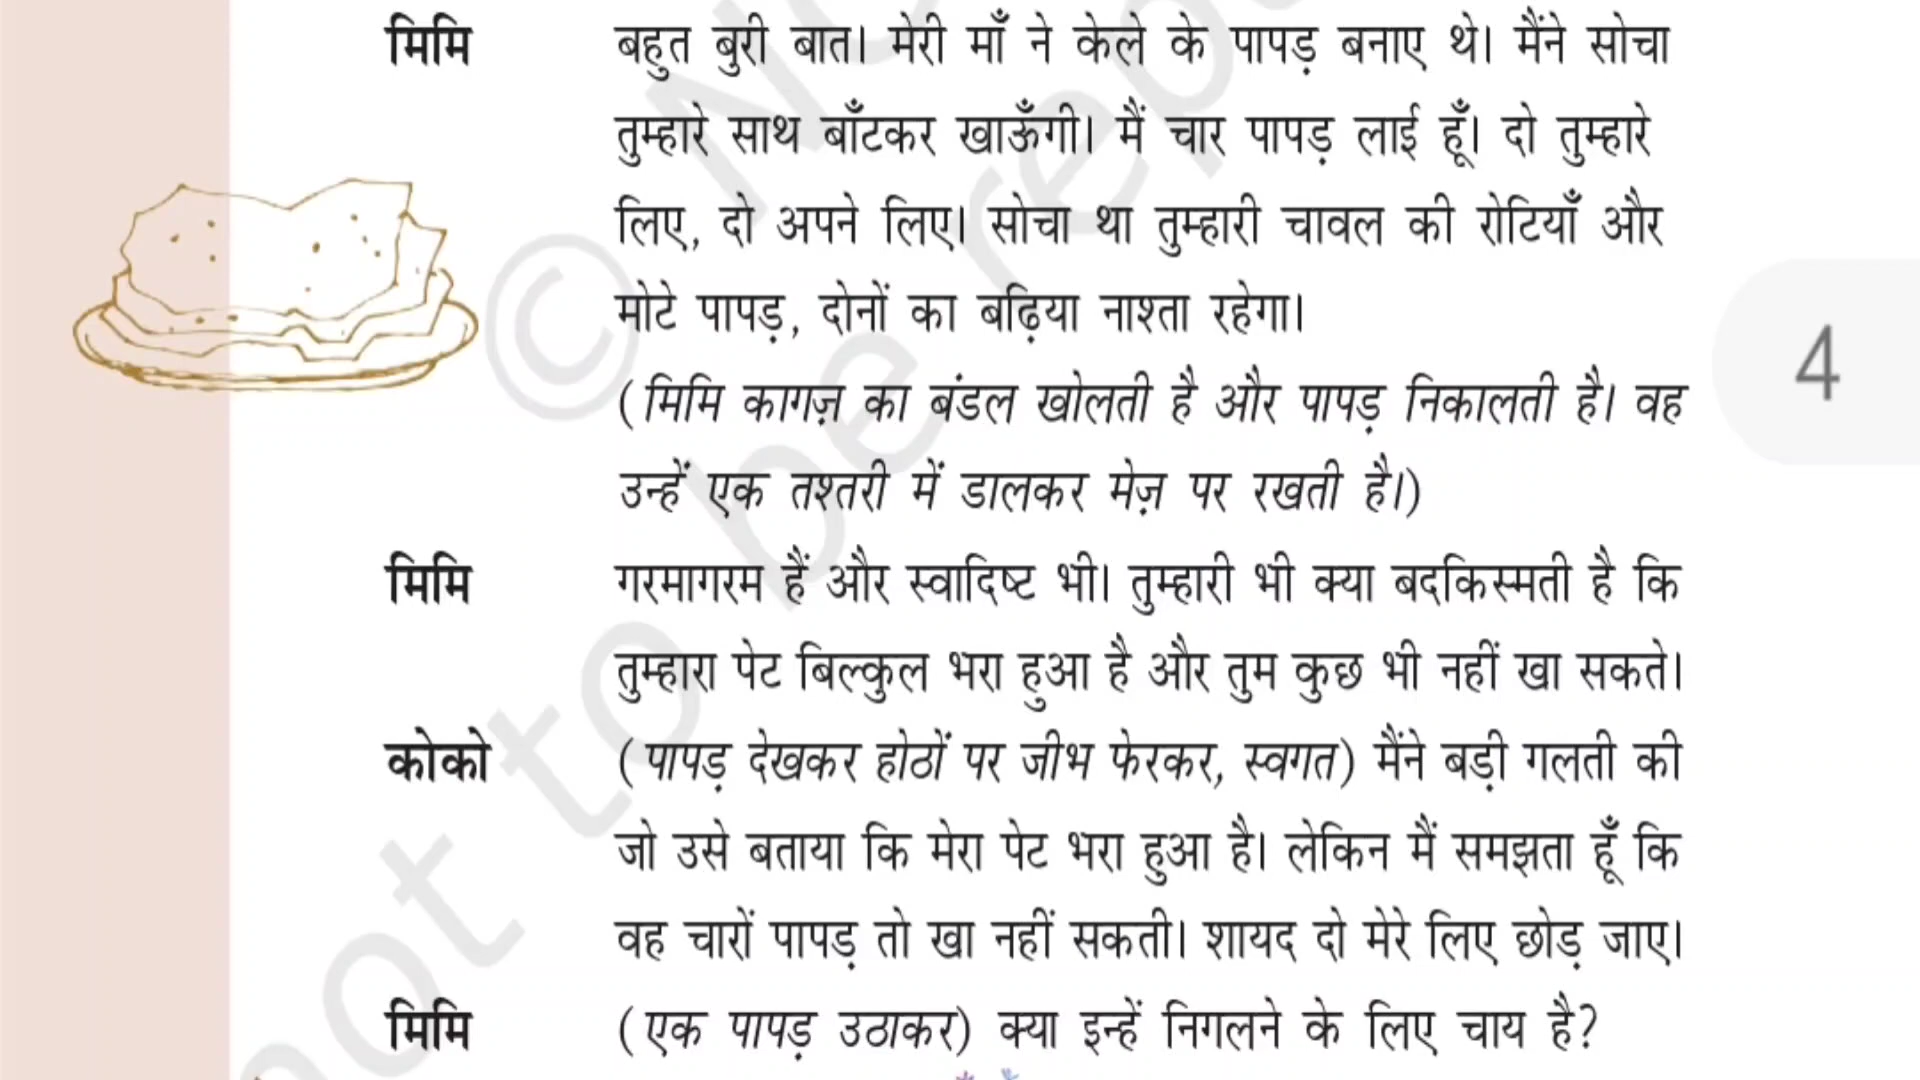 मिमि बहुत बुरी बात। मेरी माँ ने केले के पापड़ बनाए थे। मैंने सोचा
तुम्हारे साथ बाँटकर खाऊँगी। मैं चार पापड़ लाई हूँ। दो तुम्हारे
लिए, दो अपने लिए। सोचा था तुम्हारी चावल की रोटियाँ और
मोटे पापड़, दोनों का बढ़िया नाश्ता रहेगा।
(मिमि कागज़ का बंडल खोलती है और पापड़ निकालती है। वह
उन्हें एक तश्तरी में डालकर मेज़ पर रखती है।)
मिमि गरमागरम हैं और स्वादिष्ट भी। तुम्हारी भी क्या बदकिस्मती है कि
तुम्हारा पेट बिल्कुल भरा हुआ है और तुम कुछ भी नहीं खा सकते।
कोको (पापड़ देखकर होठों पर जीभ फेरकर, स्वगत) मैंने बड़ी गलती की
जो उसे बताया कि मेरा पेट भरा हुआ है। लेकिन मैं समझता हूँ कि
वह चारों पापड़ तो खा नहीं सकती। शायद दो मेरे लिए छोड़ जाए।
मिमि (एक पापड़ उठाकर) क्या इन्हें निगलने के लिए चाय है?
4
not to be